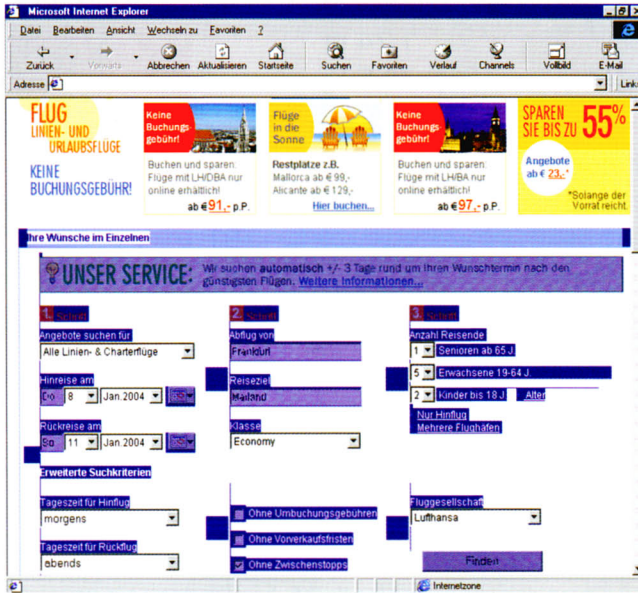 Microsoft Internet Explorer
Datei Bearbeiten Ansicht Wechseln zu Favoriten ?
Zurück Vorwärts Abbrechen Aktualisieren Startseite Suchen Favoriten Verlauf Channels Vollbild E-Mail
Adresse Links
FLUG
LINIEN- UND
URLAUBSFLÜGE
KEINE
BUCHUNGSGEBÜHR!
Keine
Buchungs-
gebühr!
Buchen und sparen:
Flüge mit LH/DBA nur
online erhältlich!
ab € 91,- p.P.
Flüge
in die
Sonne
Restplatze z.B.
Mallorca ab € 99,-
Alicante ab € 129,-
Hier buchen...
Keine
Buchungs-
gebühr!
Buchen und sparen:
Flüge mit LH/BA nur
online erhältlich!
ab € 97,- p.P.
SPAREN
SIE BIS ZU 55%
Angebote
ab € 23,-*
*Solange der
Vorrat reicht
Ihre Wünsche im Einzelnen
UNSER SERVICE: Wir suchen automatisch +/- 3 Tage rund um Ihren Wunschtermin nach den
günstigsten Flügen. Weitere Informationen...
1. Schritt
Angebote suchen für
Alle Linien- & Charterflüge
Hinreise am
Do 8 Jan.2004
Rückreise am
So 11 Jan.2004
Erweiterte Suchkriterien
Tageszeit für Hinflug
morgens
Tageszeit für Rückflug
abends
2. Schritt
Abflug von
Frankfurt
Reiseziel
Mailand
Klasse
Economy
Ohne Umbuchungsgebühren
Ohne Vorverkaufsfristen
Ohne Zwischenstopps
3. Schritt
Anzahl Reisende
1 Senioren ab 65 J.
5 Erwachsene 19-64 J.
2 Kinder bis 18 J. Alter
Nur Hinflug
Mehrere Flughäfen
Fluggesellschaft
Lufthansa
Finden
Internetzone